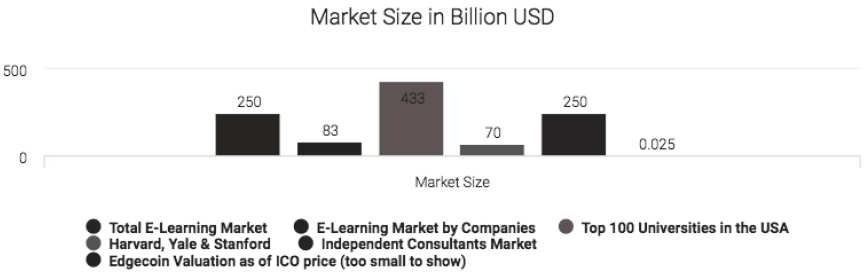 Market Size in Billion USD
500
250
83
433
70
250
0.025
0
Market Size
Total E-Learning Market E-Learning Market by Companies Top 100 Universities in the USA
Harvard, Yale & Stanford Independent Consultants Market
Edgecoin Valuation as of ICO price (too small to show)